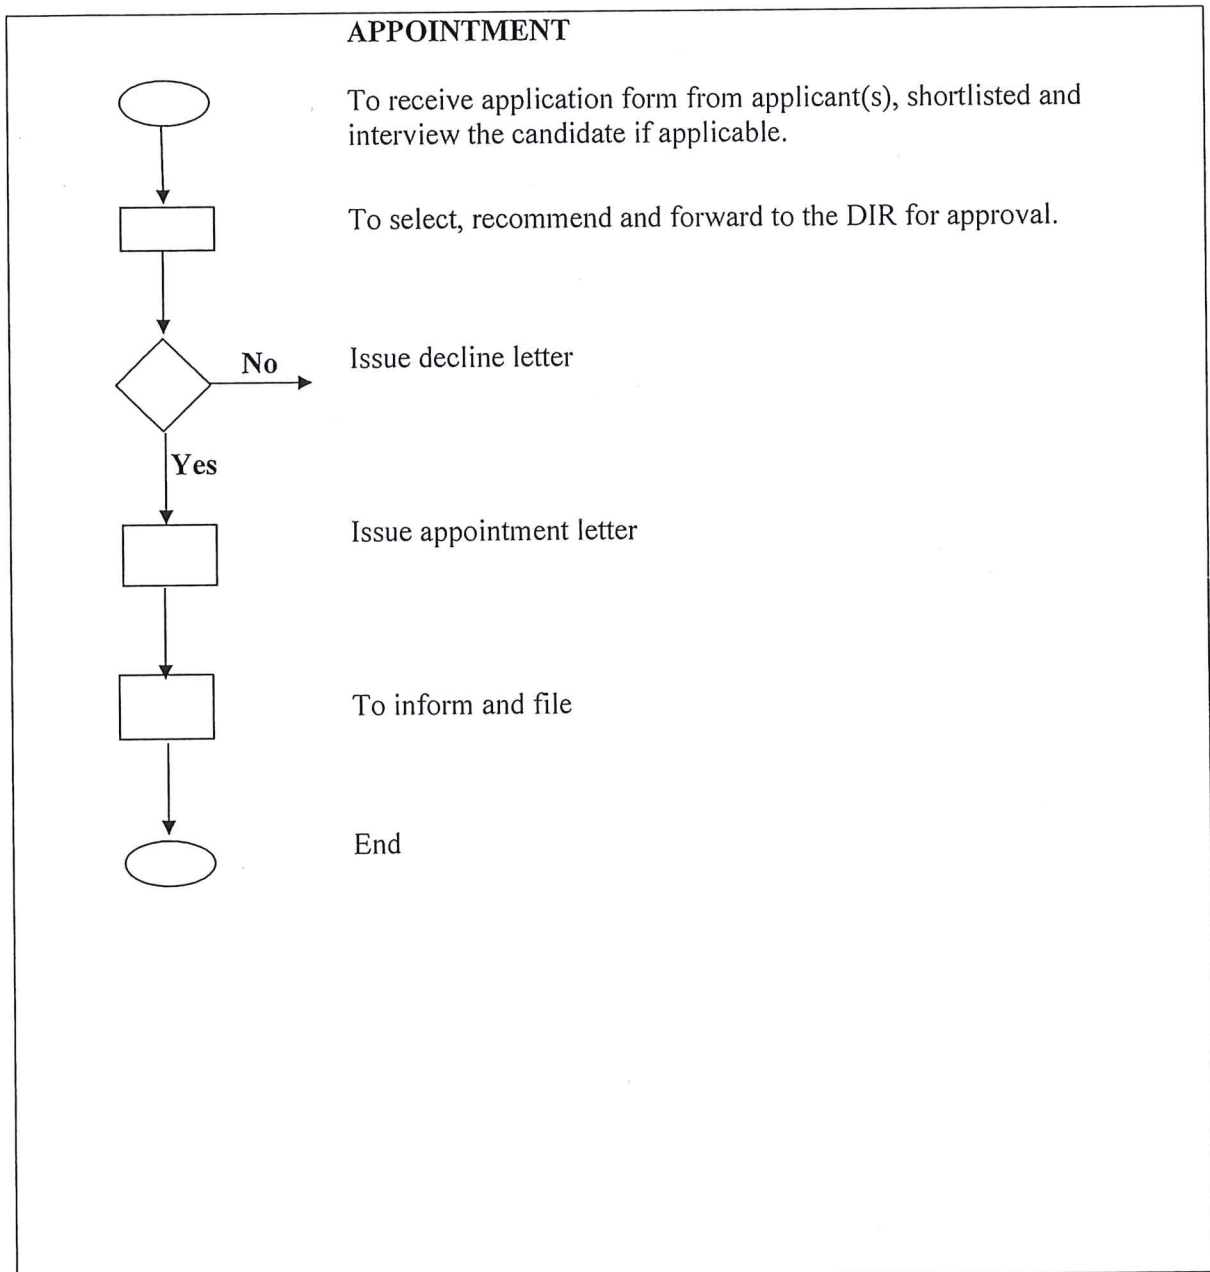 APPOINTMENT
To receive application form from applicant(s), shortlisted and
interview the candidate if applicable.
To select, recommend and forward to the DIR for approval.
No
Issue decline letter
Yes
Issue appointment letter
To inform and file
End